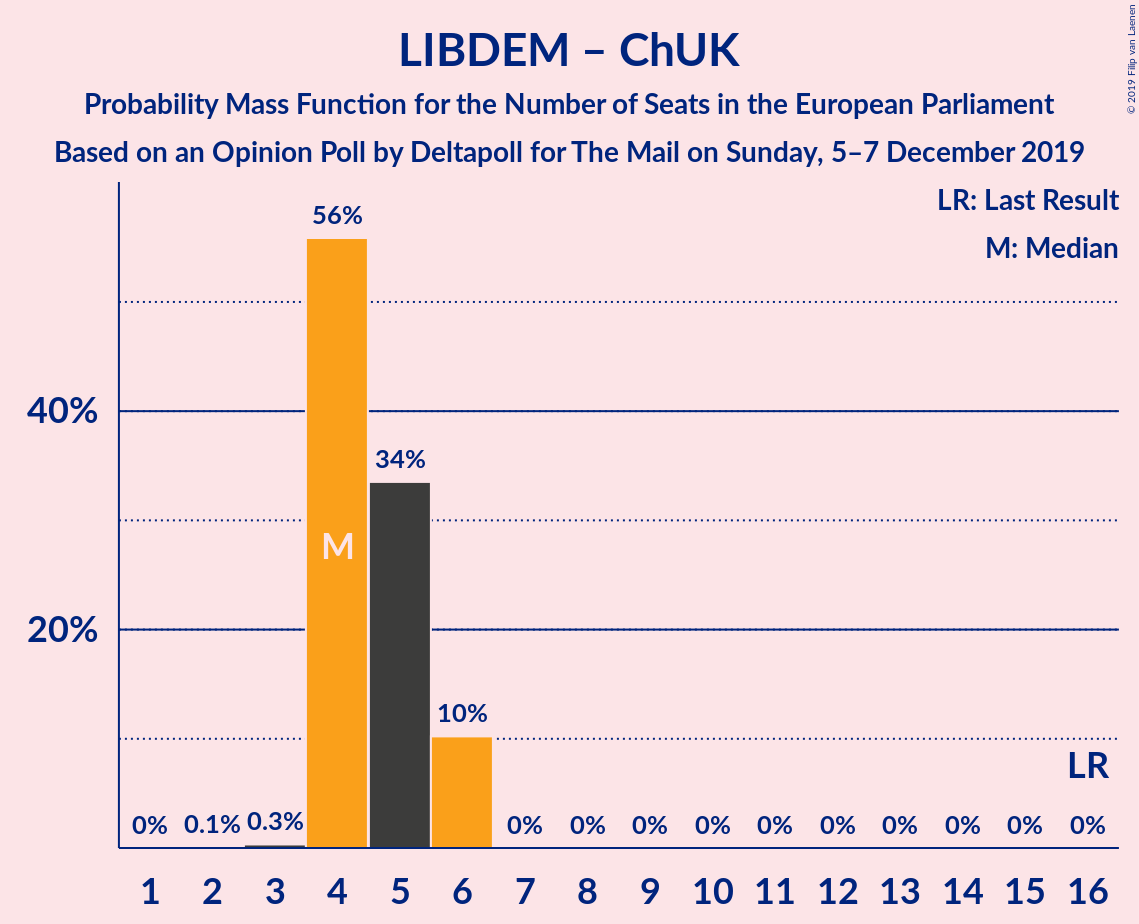 LIBDEM – ChUK
Probability Mass Function for the Number of Seats in the European Parliament
Based on an Opinion Poll by Deltapoll for The Mail on Sunday, 5–7 December 2019
© 2019 Filip van Laenen
LR: Last Result
M: Median
56%
40%
34%
M
20%
10%
LR
0% 0.1% 0.3% 0% 0% 0% 0% 0% 0% 0% 0% 0% 0%
1 2 3 4 5 6 7 8 9 10 11 12 13 14 15 16